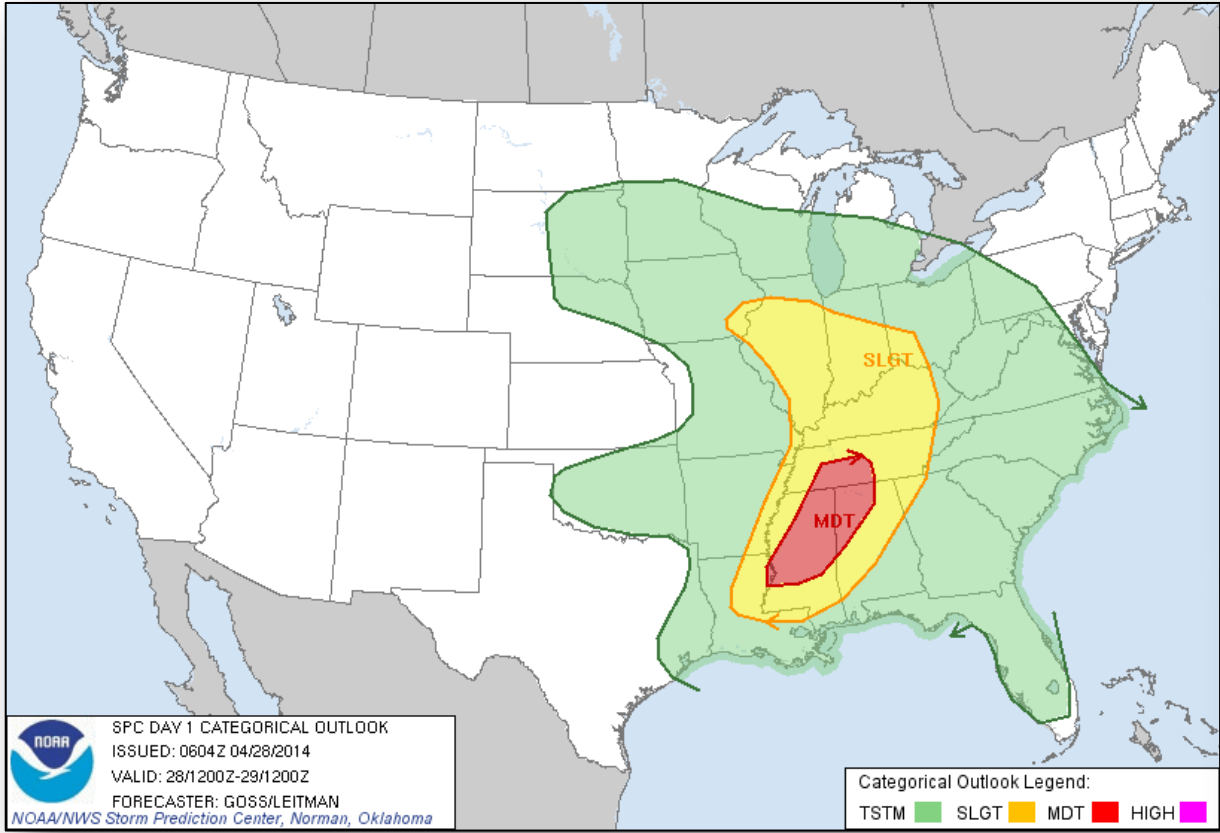 SLGT
MDT
NOAA
SPC DAY 1 CATEGORICAL OUTLOOK
ISSUED: 0604Z 04/28/2014
VALID: 28/1200Z-29/1200Z
FORECASTER: GOSS/LEITMAN
NOAA/NWS Storm Prediction Center, Norman, Oklahoma
Categorical Outlook Legend:
TSTM SLGT MDT HIGH